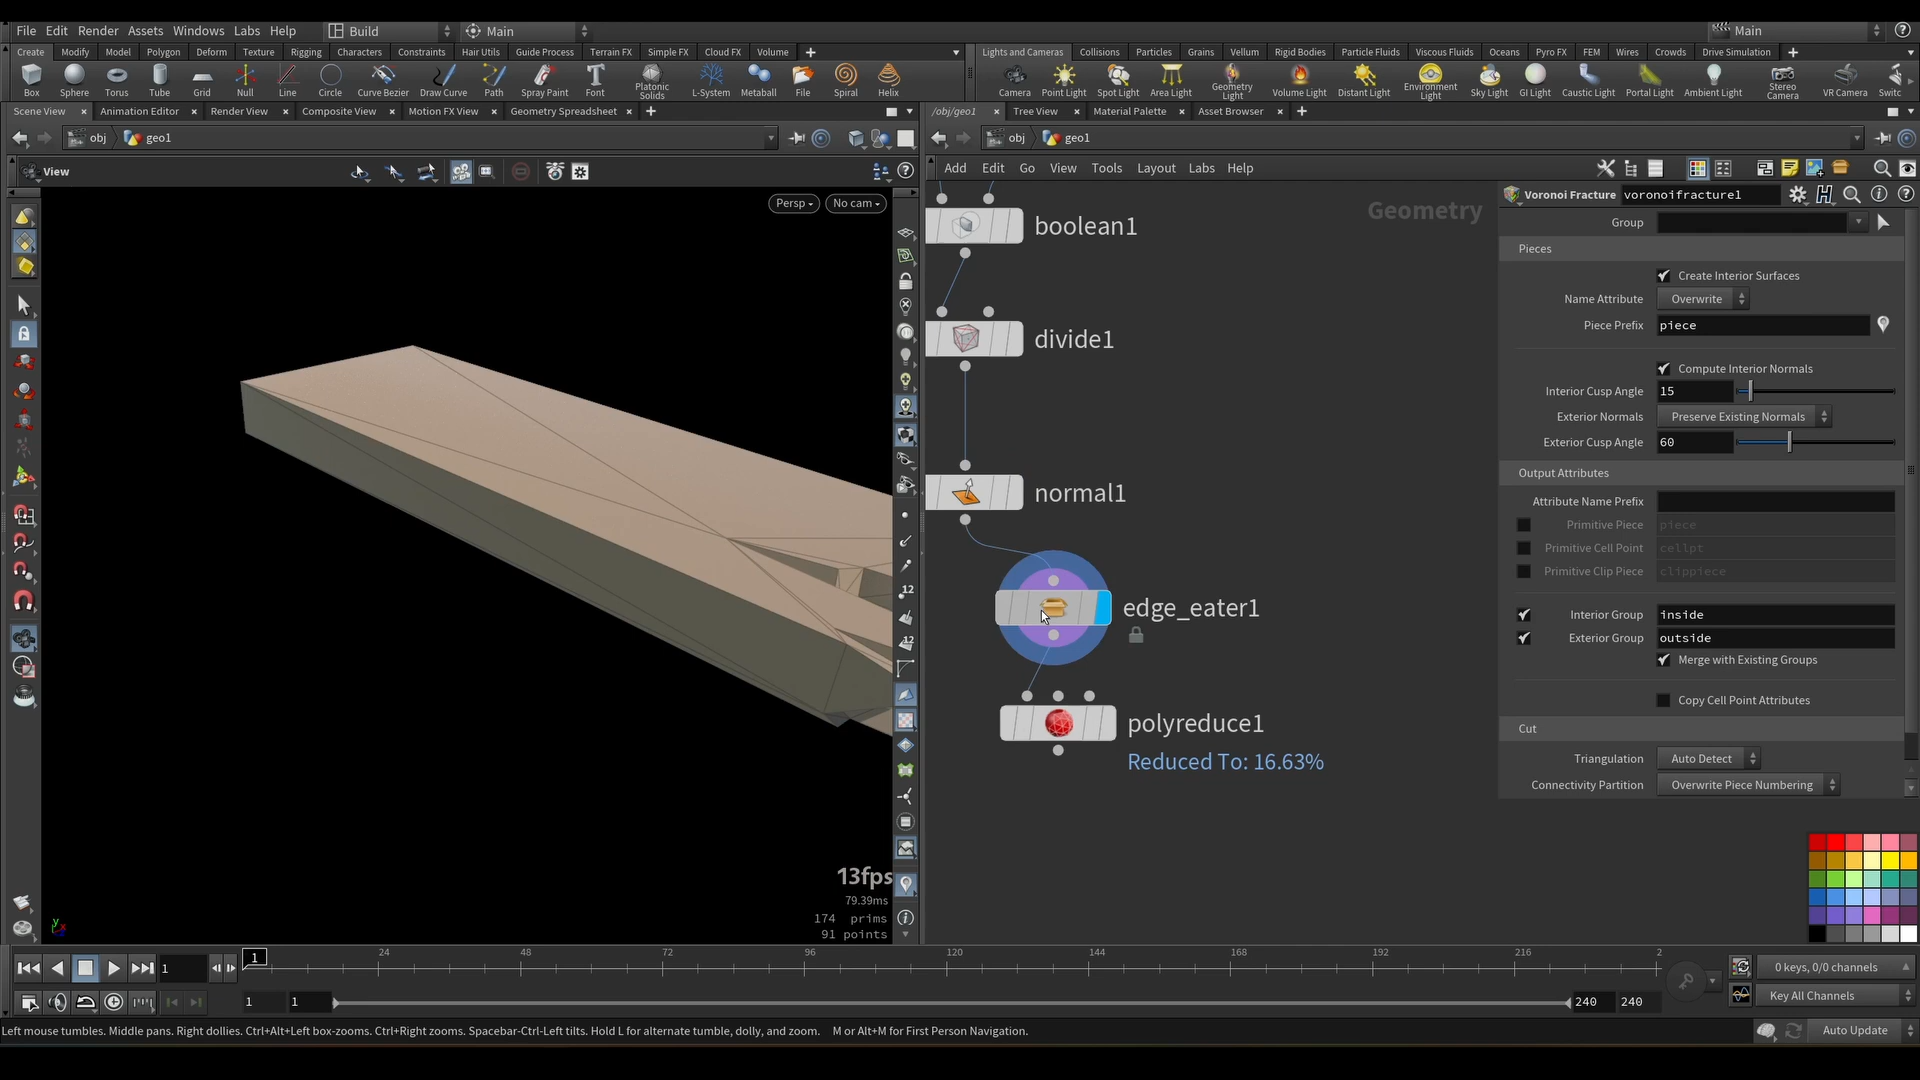 File Edit Render Assets Windows Labs Help Build Main Main
Create Modify Model Polygon Deform Texture Rigging Characters Constraints Hair Utils Guide Process Terrain FX Simple FX Cloud FX Volume
Lights and Cameras Collisions Particles Grains Vellum Rigid Bodies Particle Fluids Viscous Fluids Oceans Pyro FX FEM Wires Crowds Drive Simulation
Box Sphere Torus Tube Grid Null Line Circle Curve Bezier Draw Curve Path Spray Paint Font Platonic Solids L-System Metaball File Spiral Helix
Camera Point Light Spot Light Area Light Geometry Light Volume Light Distant Light Environment Light Sky Light GI Light Caustic Light Portal Light Ambient Light Stereo Camera VR Camera Switc
Scene View Animation Editor Render View Composite View Motion FX View Geometry Spreadsheet
/obj/geo1 Tree View Material Palette Asset Browser
obj geo1
obj geo1
View
Add Edit Go View Tools Layout Labs Help
Persp No cam
Geometry
boolean1
divide1
normal1
edge_eater1
polyreduce1
Reduced To: 16.63%
Voronoi Fracture voronoifracture1
Group
Pieces
Create Interior Surfaces
Name Attribute Overwrite
Piece Prefix piece
Compute Interior Normals
Interior Cusp Angle 15
Exterior Normals Preserve Existing Normals
Exterior Cusp Angle 60
Output Attributes
Attribute Name Prefix
Primitive Piece piece
Primitive Cell Point cellpt
Primitive Clip Piece clippiece
Interior Group inside
Exterior Group outside
Merge with Existing Groups
Copy Cell Point Attributes
Cut
Triangulation Auto Detect
Connectivity Partition Overwrite Piece Numbering
12
12
13fps
79.39ms
174 prims
91 points
y
x
1 1 24 48 72 96 120 144 168 192 216 2
0 keys, 0/0 channels
1 1 240 240
Key All Channels
Left mouse tumbles. Middle pans. Right dollies. Ctrl+Alt+Left box-zooms. Ctrl+Right zooms. Spacebar-Ctrl-Left tilts. Hold L for alternate tumble, dolly, and zoom. M or Alt+M for First Person Navigation.
Auto Update